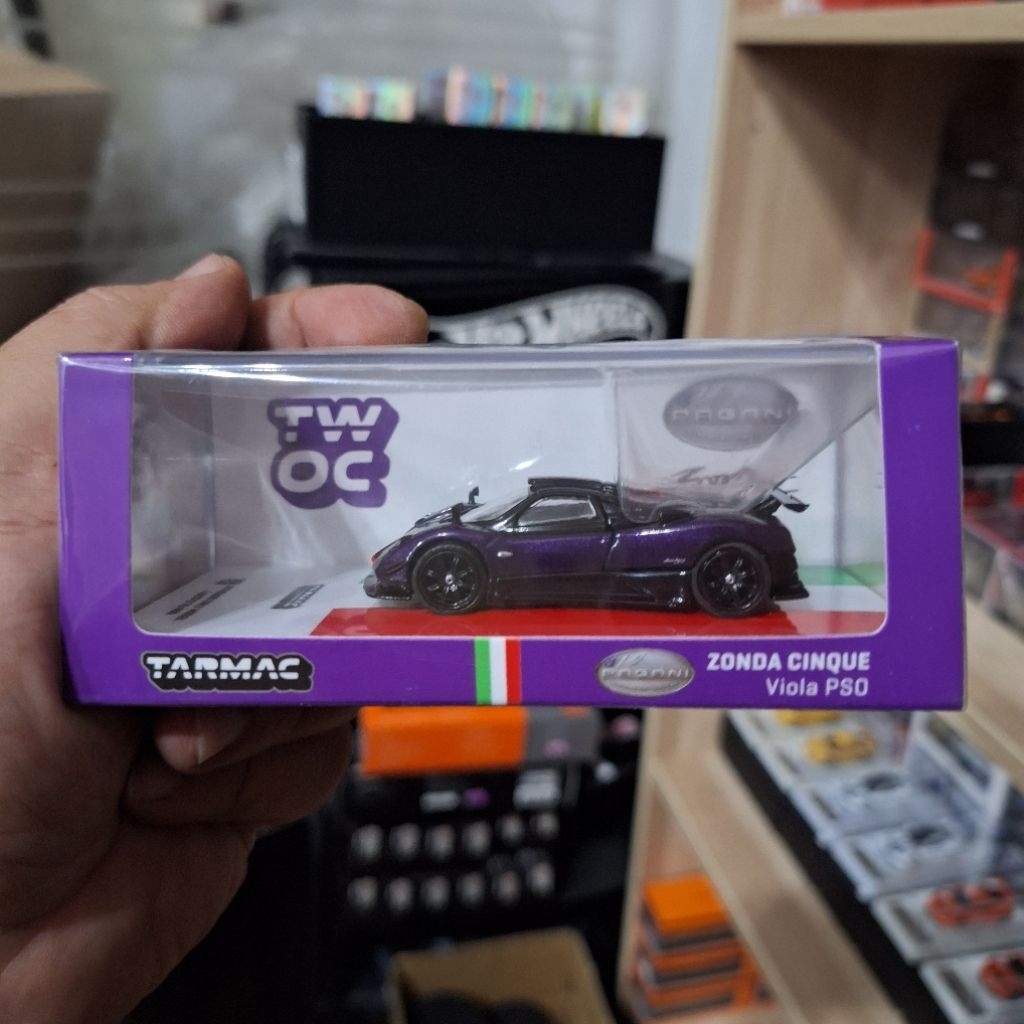 TW
OC
PAGANI
TARMAC
PAGANI
ZONDA CINQUE
Viola PSO